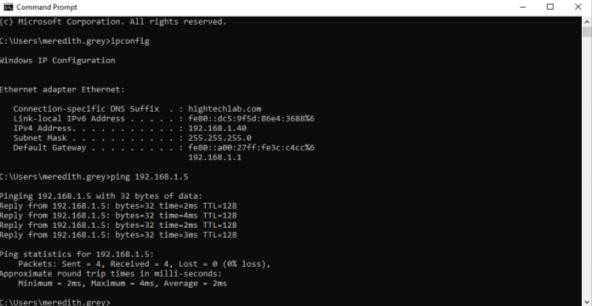 Command Prompt
(c) Microsoft Corporation. All rights reserved.
C:\Users\meredith.grey>ipconfig
Windows IP Configuration
Ethernet adapter Ethernet:
Connection-specific DNS Suffix . : hightechlab.com
Link-local IPv6 Address . . . . . : fe80::dc5:9f5d:86e4:3688%6
IPv4 Address. . . . . . . . . . . : 192.168.1.40
Subnet Mask . . . . . . . . . . . : 255.255.255.0
Default Gateway . . . . . . . . . : fe80::a00:27ff:fe3c:c4cc%6
192.168.1.1
C:\Users\meredith.grey>ping 192.168.1.5
Pinging 192.168.1.5 with 32 bytes of data:
Reply from 192.168.1.5: bytes=32 time=2ms TTL=128
Reply from 192.168.1.5: bytes=32 time=4ms TTL=128
Reply from 192.168.1.5: bytes=32 time=2ms TTL=128
Reply from 192.168.1.5: bytes=32 time=3ms TTL=128
Ping statistics for 192.168.1.5:
Packets: Sent = 4, Received = 4, Lost = 0 (0% loss),
Approximate round trip times in milli-seconds:
Minimum = 2ms, Maximum = 4ms, Average = 2ms
C:\Users\meredith.grey>